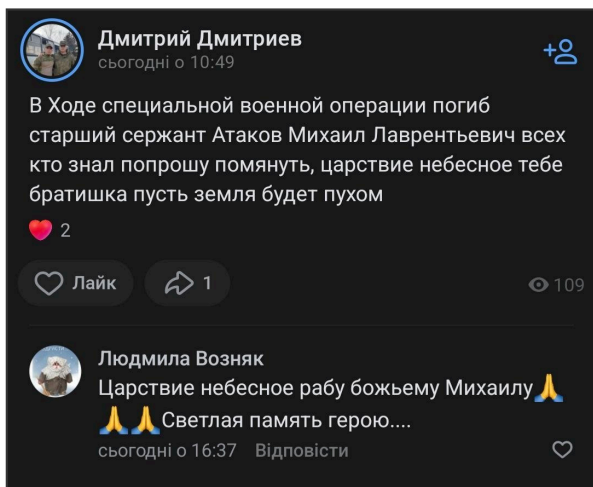 Дмитрий Дмитриев
сьогодні о 10:49
В Ходе специальной военной операции погиб
старший сержант Атаков Михаил Лаврентьевич всех
кто знал попрошу помянуть, царствие небесное тебе
братишка пусть земля будет пухом
❤️ 2
Лайк 1 109
Людмила Возняк
Царствие небесное рабу божьему Михаилу🙏
🙏🙏Светлая память герою....
сьогодні о 16:37 Відповісти